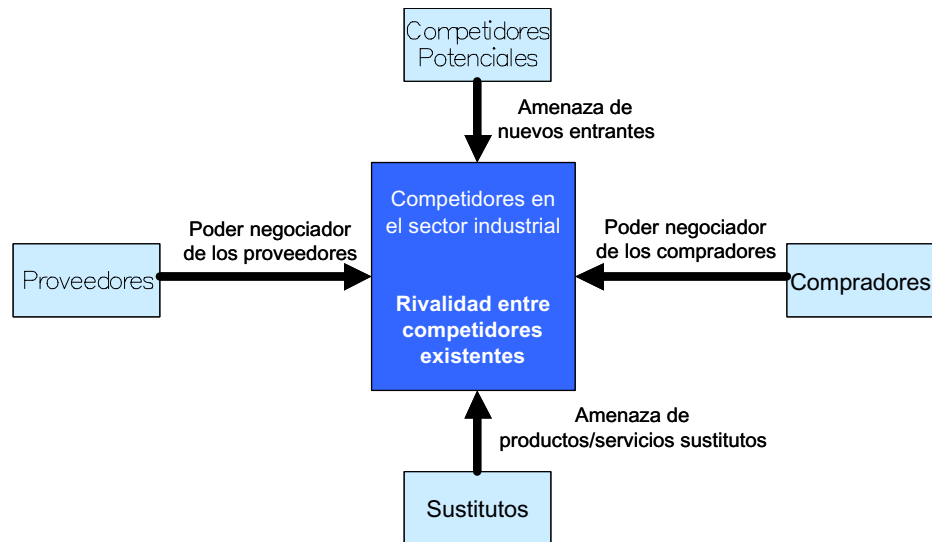 Competidores
Potenciales
Amenaza de
nuevos entrantes
Competidores en
el sector industrial
Poder negociador
de los proveedores
Poder negociador
de los compradores
Proveedores
Compradores
Rivalidad entre
competidores
existentes
Amenaza de
productos/servicios sustitutos
Sustitutos